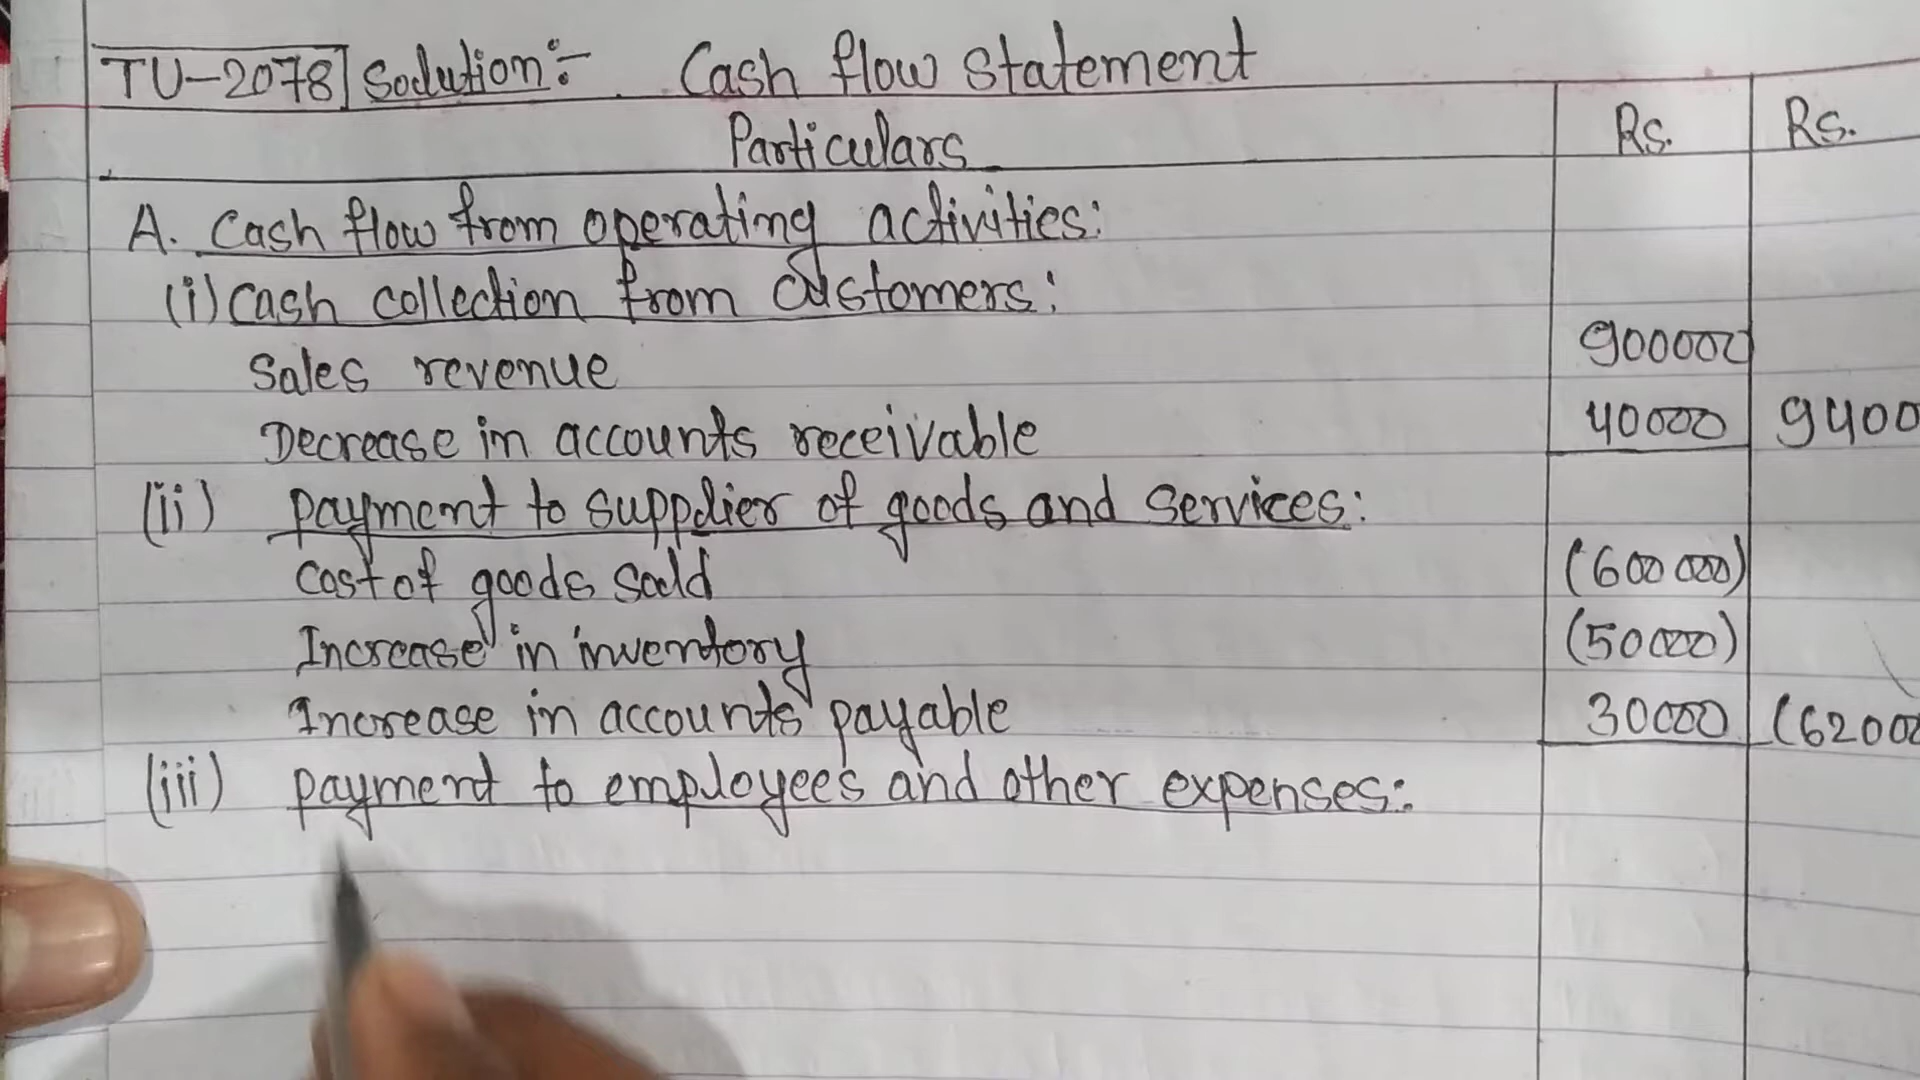 TU-2078 Solution:- Cash flow statement
Particulars Rs. Rs.
A. Cash flow from operating activities:
(i) Cash collection from customers:
Sales revenue 900000
Decrease in accounts receivable 40000 9400
(ii) payment to supplier of goods and services:
Cost of goods sold (600000)
Increase in inventory (50000)
Increase in accounts payable 30000 (6200
(iii) payment to employees and other expenses: